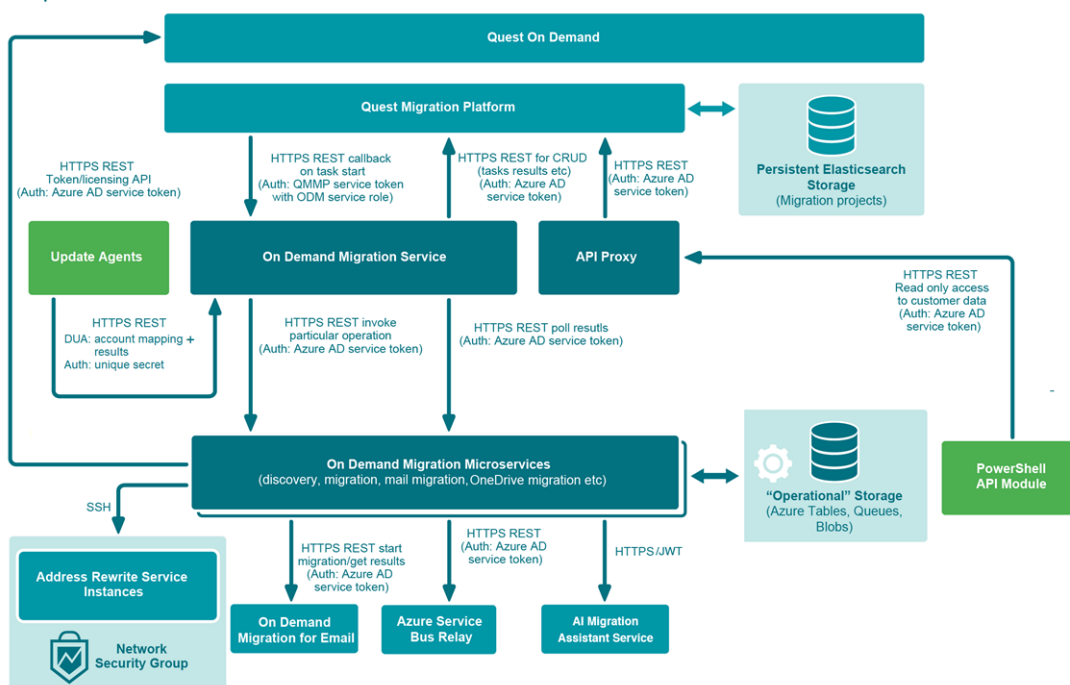 Quest On Demand
Quest Migration Platform
HTTPS REST
Token/licensing API
(Auth: Azure AD service token)
HTTPS REST callback
on task start
(Auth: QMMP service token
with ODM service role)
HTTPS REST for CRUD
(tasks results etc)
(Auth: Azure AD
service token)
HTTPS REST
(Auth: Azure AD
service token)
Persistent Elasticsearch
Storage
(Migration projects)
Update Agents
On Demand Migration Service
API Proxy
HTTPS REST
Read only access
to customer data
(Auth: Azure AD
service token)
HTTPS REST
DUA: account mapping +
results
Auth: unique secret
HTTPS REST invoke
particular operation
(Auth: Azure AD service token)
HTTPS REST poll resutls
(Auth: Azure AD service token)
On Demand Migration Microservices
(discovery, migration, mail migration,OneDrive migration etc)
"Operational" Storage
(Azure Tables, Queues,
Blobs)
PowerShell
API Module
SSH
HTTPS REST start
migration/get results
(Auth: Azure AD
service token)
HTTPS REST
(Auth: Azure AD
service token)
HTTPS/JWT
Address Rewrite Service
Instances
Network
Security Group
On Demand
Migration for Email
Azure Service
Bus Relay
AI Migration
Assistant Service